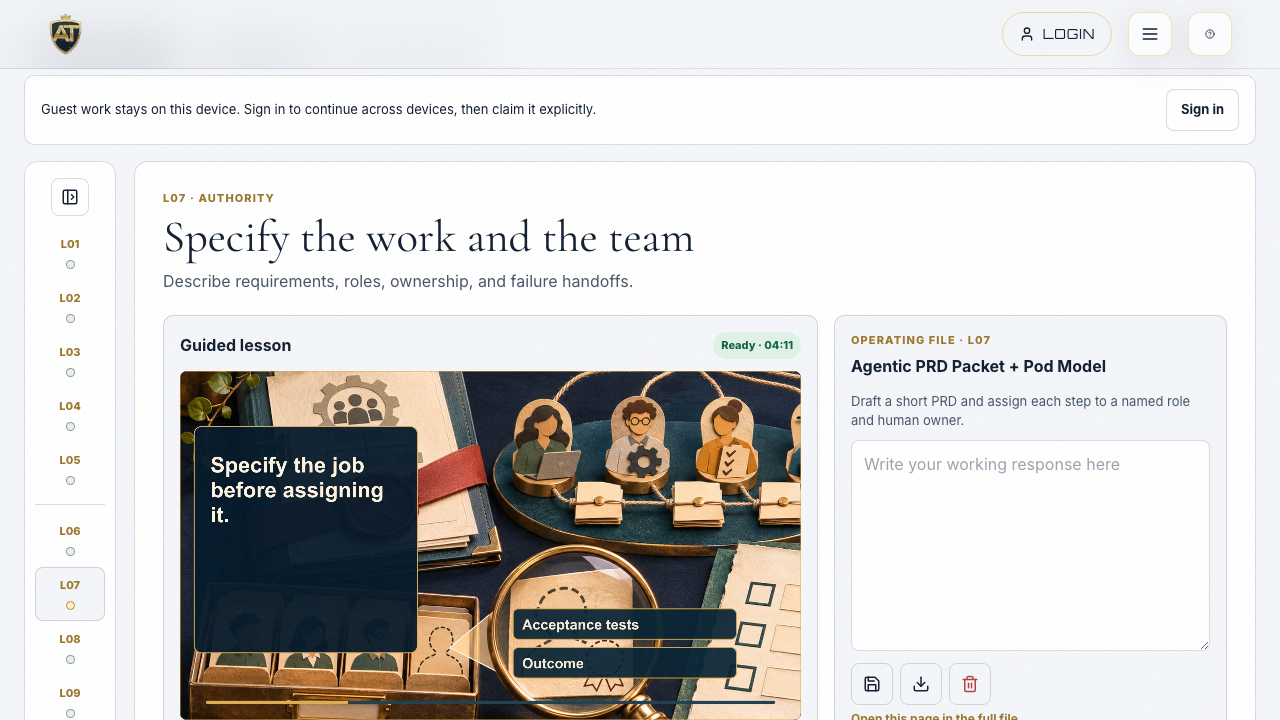 AT
LOGIN
Guest work stays on this device. Sign in to continue across devices, then claim it explicitly.
Sign in
L01
L02
L03
L04
L05
L06
L07
L08
L09
L07 · AUTHORITY
Specify the work and the team
Describe requirements, roles, ownership, and failure handoffs.
Guided lesson
Ready · 04:11
Specify the job
before assigning
it.
Acceptance tests
Outcome
OPERATING FILE · L07
Agentic PRD Packet + Pod Model
Draft a short PRD and assign each step to a named role
and human owner.
Write your working response here
Open this page in the full file